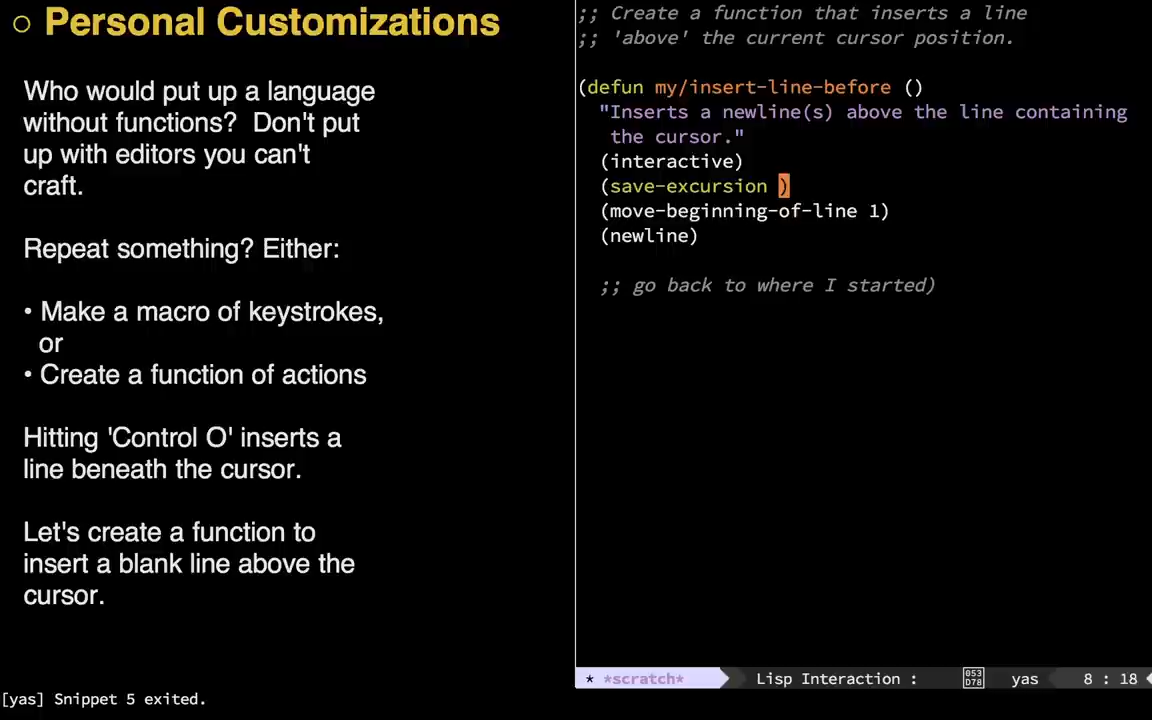 ○ Personal Customizations
Who would put up a language
without functions? Don't put
up with editors you can't
craft.
Repeat something? Either:
• Make a macro of keystrokes,
or
• Create a function of actions
Hitting 'Control O' inserts a
line beneath the cursor.
Let's create a function to
insert a blank line above the
cursor.
;; Create a function that inserts a line
;; 'above' the current cursor position.
(defun my/insert-line-before ()
"Inserts a newline(s) above the line containing
the cursor."
(interactive)
(save-excursion )
(move-beginning-of-line 1)
(newline)
;; go back to where I started)
* *scratch* Lisp Interaction : 053 D78 yas 8 : 18
[yas] Snippet 5 exited.